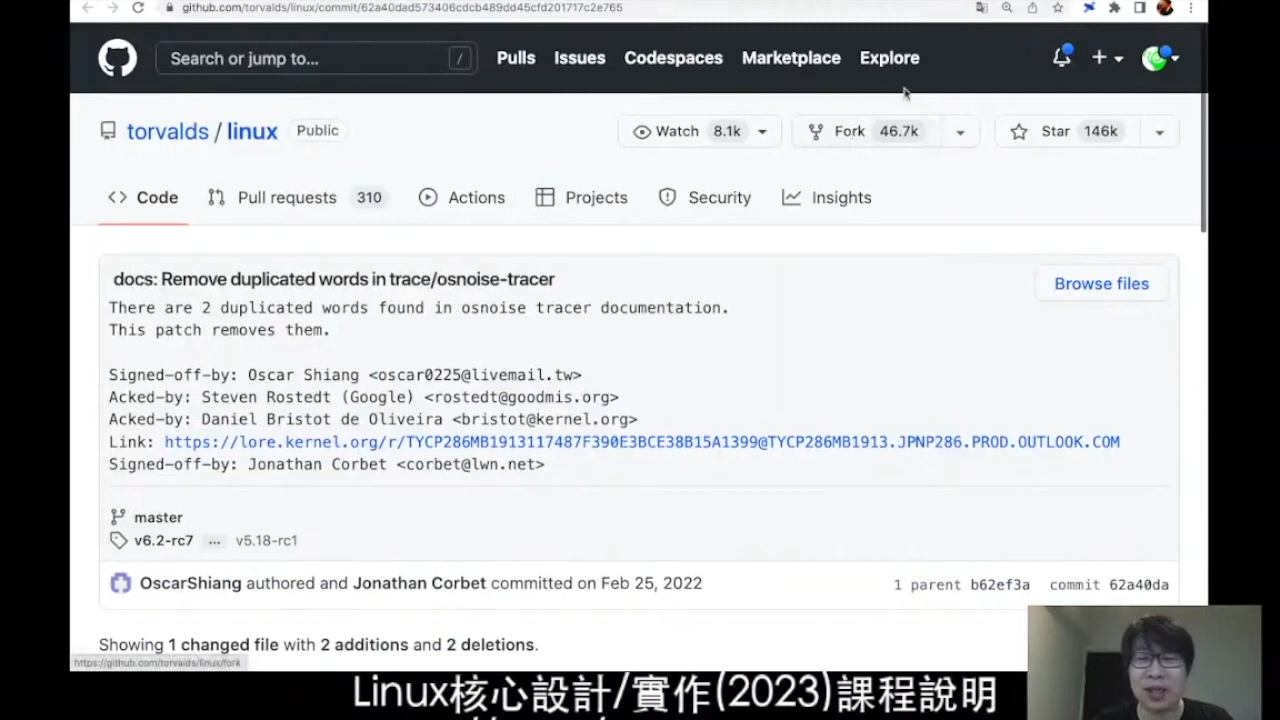 github.com/torvalds/linux/commit/62a40dad573406cdcb489dd45cfd201717c2e765
Search or jump to... /
Pulls Issues Codespaces Marketplace Explore
torvalds / linux Public
Watch 8.1k Fork 46.7k Star 146k
<> Code Pull requests 310 Actions Projects Security Insights
docs: Remove duplicated words in trace/osnoise-tracer
Browse files
There are 2 duplicated words found in osnoise tracer documentation.
This patch removes them.
Signed-off-by: Oscar Shiang <oscar0225@livemail.tw>
Acked-by: Steven Rostedt (Google) <rostedt@goodmis.org>
Acked-by: Daniel Bristot de Oliveira <bristot@kernel.org>
Link: https://lore.kernel.org/r/TYCP286MB1913117487F390E3BCE38B15A1399@TYCP286MB1913.JPNP286.PROD.OUTLOOK.COM
Signed-off-by: Jonathan Corbet <corbet@lwn.net>
master
v6.2-rc7 ... v5.18-rc1
OscarShiang authored and Jonathan Corbet committed on Feb 25, 2022
1 parent b62ef3a commit 62a40da
Showing 1 changed file with 2 additions and 2 deletions.
https://github.com/torvalds/linux/fork
Linux核心設計/實作(2023)課程說明